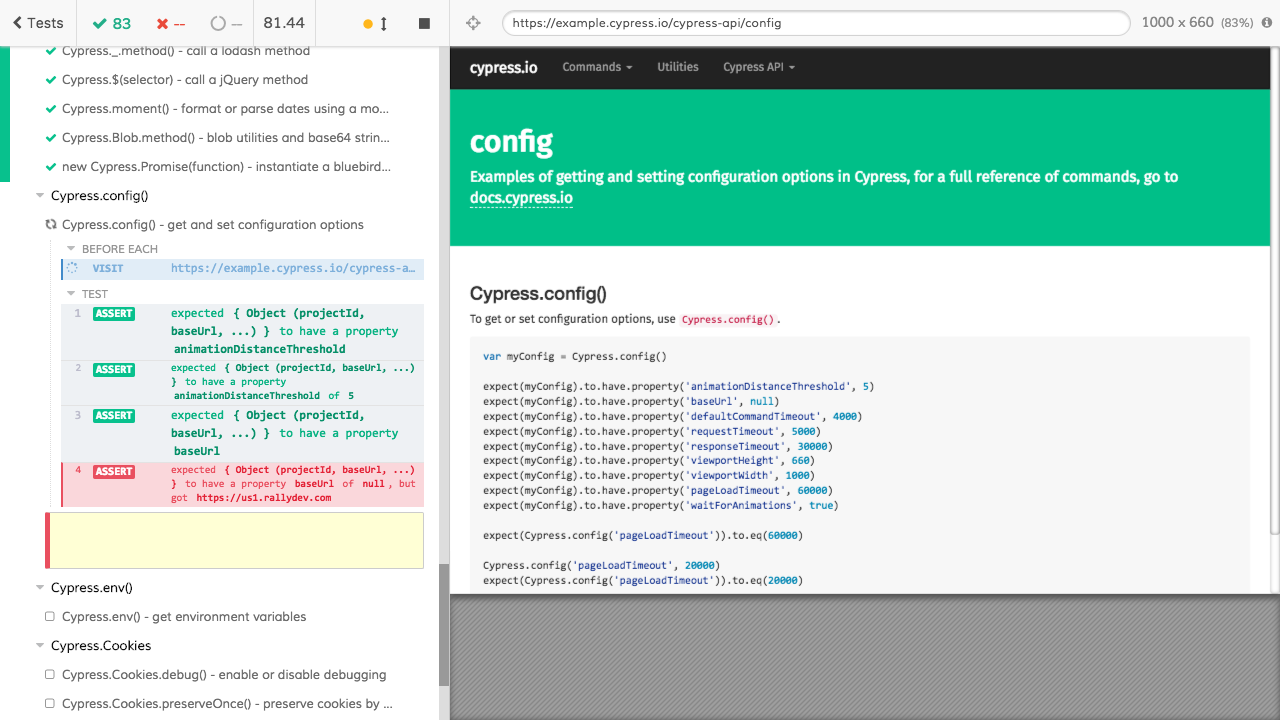 Tests
83
--
--
81.44
https://example.cypress.io/cypress-api/config
1000 x 660 (83%)
Cypress._.method() - call a lodash method
Cypress.$(selector) - call a jQuery method
Cypress.moment() - format or parse dates using a mo...
Cypress.Blob.method() - blob utilities and base64 strin...
new Cypress.Promise(function) - instantiate a bluebird...
Cypress.config()
Cypress.config() - get and set configuration options
BEFORE EACH
VISIT https://example.cypress.io/cypress-a...
TEST
1 ASSERT expected { Object (projectId,
baseUrl, ...) } to have a property
animationDistanceThreshold
2 ASSERT expected { Object (projectId, baseUrl, ...)
} to have a property
animationDistanceThreshold of 5
3 ASSERT expected { Object (projectId,
baseUrl, ...) } to have a property
baseUrl
4 ASSERT expected { Object (projectId, baseUrl, ...)
} to have a property baseUrl of null, but
got https://us1.rallydev.com
Cypress.env()
Cypress.env() - get environment variables
Cypress.Cookies
Cypress.Cookies.debug() - enable or disable debugging
Cypress.Cookies.preserveOnce() - preserve cookies by ...
cypress.io Commands Utilities Cypress API
config
Examples of getting and setting configuration options in Cypress, for a full reference of commands, go to
docs.cypress.io
Cypress.config()
To get or set configuration options, use Cypress.config().
var myConfig = Cypress.config()
expect(myConfig).to.have.property('animationDistanceThreshold', 5)
expect(myConfig).to.have.property('baseUrl', null)
expect(myConfig).to.have.property('defaultCommandTimeout', 4000)
expect(myConfig).to.have.property('requestTimeout', 5000)
expect(myConfig).to.have.property('responseTimeout', 30000)
expect(myConfig).to.have.property('viewportHeight', 660)
expect(myConfig).to.have.property('viewportWidth', 1000)
expect(myConfig).to.have.property('pageLoadTimeout', 60000)
expect(myConfig).to.have.property('waitForAnimations', true)
expect(Cypress.config('pageLoadTimeout')).to.eq(60000)
Cypress.config('pageLoadTimeout', 20000)
expect(Cypress.config('pageLoadTimeout')).to.eq(20000)